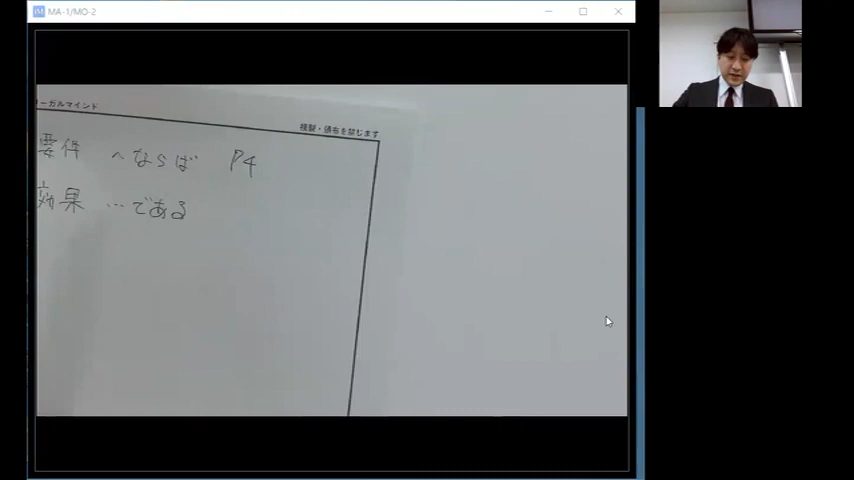 MA-1/MO-2
ーガルマインド
複製・頒布を禁じます
要件 〜ならば P4
効果 …である